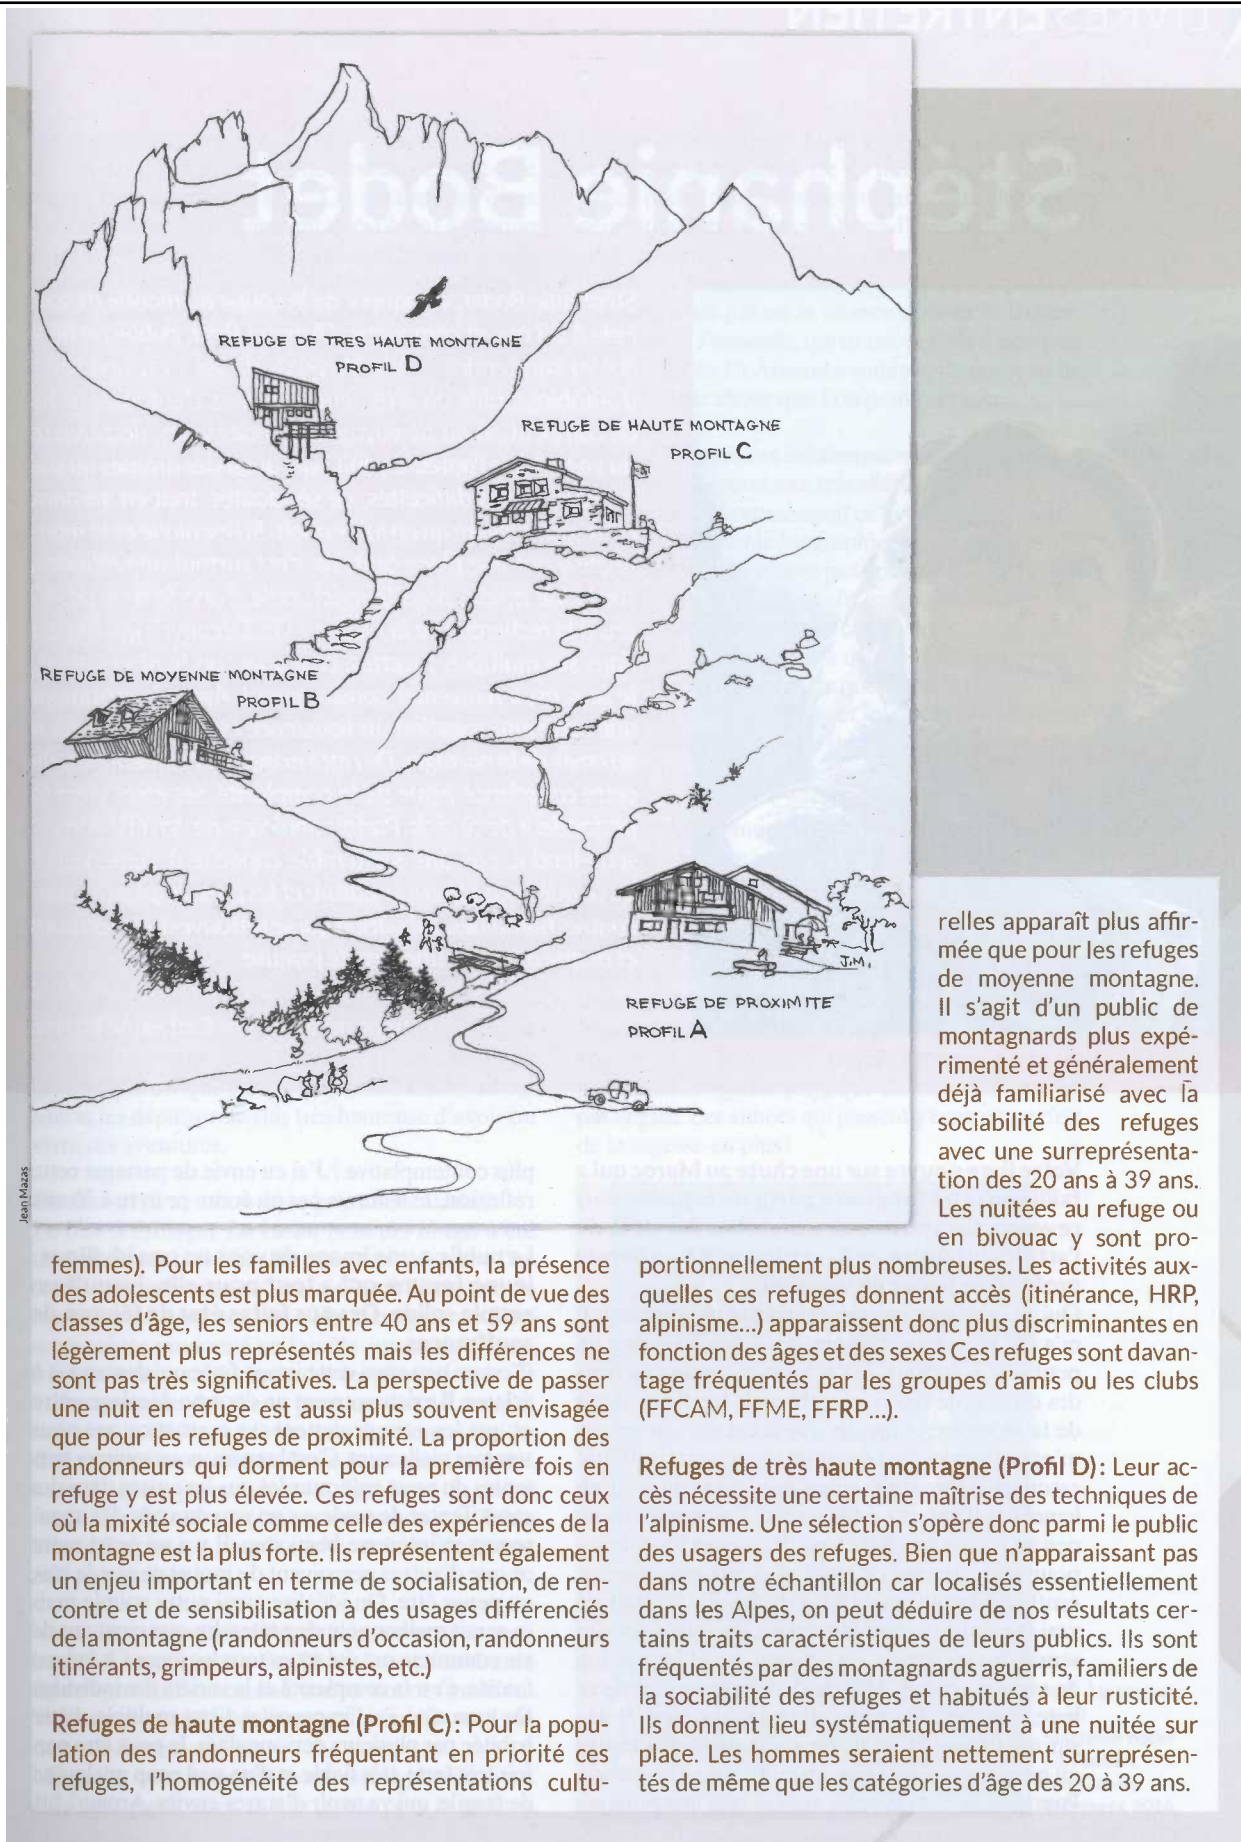 Stéphanie Bodet
REFUGE DE TRES HAUTE MONTAGNE
PROFIL D
REFUGE DE HAUTE MONTAGNE
PROFIL C
REFUGE DE MOYENNE MONTAGNE
PROFIL B
J.M.
REFUGE DE PROXIMITE
PROFIL A
Jean Mazas
femmes). Pour les familles avec enfants, la présence
des adolescents est plus marquée. Au point de vue des
classes d'âge, les seniors entre 40 ans et 59 ans sont
légèrement plus représentés mais les différences ne
sont pas très significatives. La perspective de passer
une nuit en refuge est aussi plus souvent envisagée
que pour les refuges de proximité. La proportion des
randonneurs qui dorment pour la première fois en
refuge y est plus élevée. Ces refuges sont donc ceux
où la mixité sociale comme celle des expériences de la
montagne est la plus forte. Ils représentent également
un enjeu important en terme de socialisation, de ren-
contre et de sensibilisation à des usages différenciés
de la montagne (randonneurs d'occasion, randonneurs
itinérants, grimpeurs, alpinistes, etc.)
Refuges de haute montagne (Profil C) : Pour la popu-
lation des randonneurs fréquentant en priorité ces
refuges, l'homogénéité des représentations cultu-
relles apparaît plus affir-
mée que pour les refuges
de moyenne montagne.
Il s'agit d'un public de
montagnards plus expé-
rimenté et généralement
déjà familiarisé avec la
sociabilité des refuges
avec une surreprésenta-
tion des 20 ans à 39 ans.
Les nuitées au refuge ou
en bivouac y sont pro-
portionnellement plus nombreuses. Les activités aux-
quelles ces refuges donnent accès (itinérance, HRP,
alpinisme...) apparaissent donc plus discriminantes en
fonction des âges et des sexes Ces refuges sont davan-
tage fréquentés par les groupes d'amis ou les clubs
(FFCAM, FFME, FFRP...).
Refuges de très haute montagne (Profil D) : Leur ac-
cès nécessite une certaine maîtrise des techniques de
l'alpinisme. Une sélection s'opère donc parmi le public
des usagers des refuges. Bien que n'apparaissant pas
dans notre échantillon car localisés essentiellement
dans les Alpes, on peut déduire de nos résultats cer-
tains traits caractéristiques de leurs publics. Ils sont
fréquentés par des montagnards aguerris, familiers de
la sociabilité des refuges et habitués à leur rusticité.
Ils donnent lieu systématiquement à une nuitée sur
place. Les hommes seraient nettement surreprésen-
tés de même que les catégories d'âge des 20 à 39 ans.